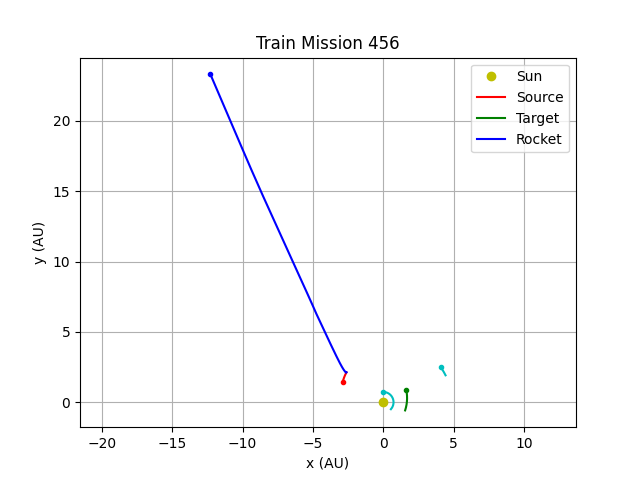 Train Mission 456
Sun
Source
Target
Rocket
y (AU)
20
15
10
5
0
−20
−15
−10
−5
0
5
10
x (AU)